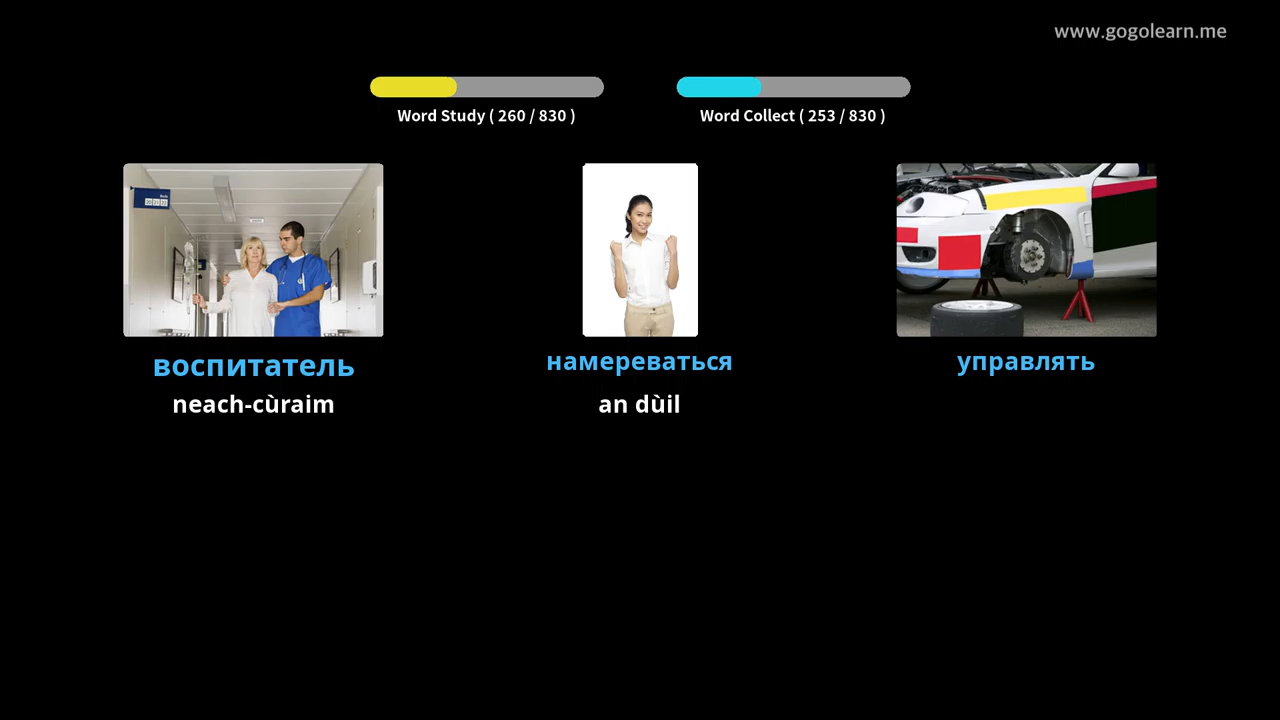 www.gogolearn.me
Word Study ( 260 / 830 )
Word Collect ( 253 / 830 )
воспитатель
намереваться
управлять
neach-cùraim
an dùil